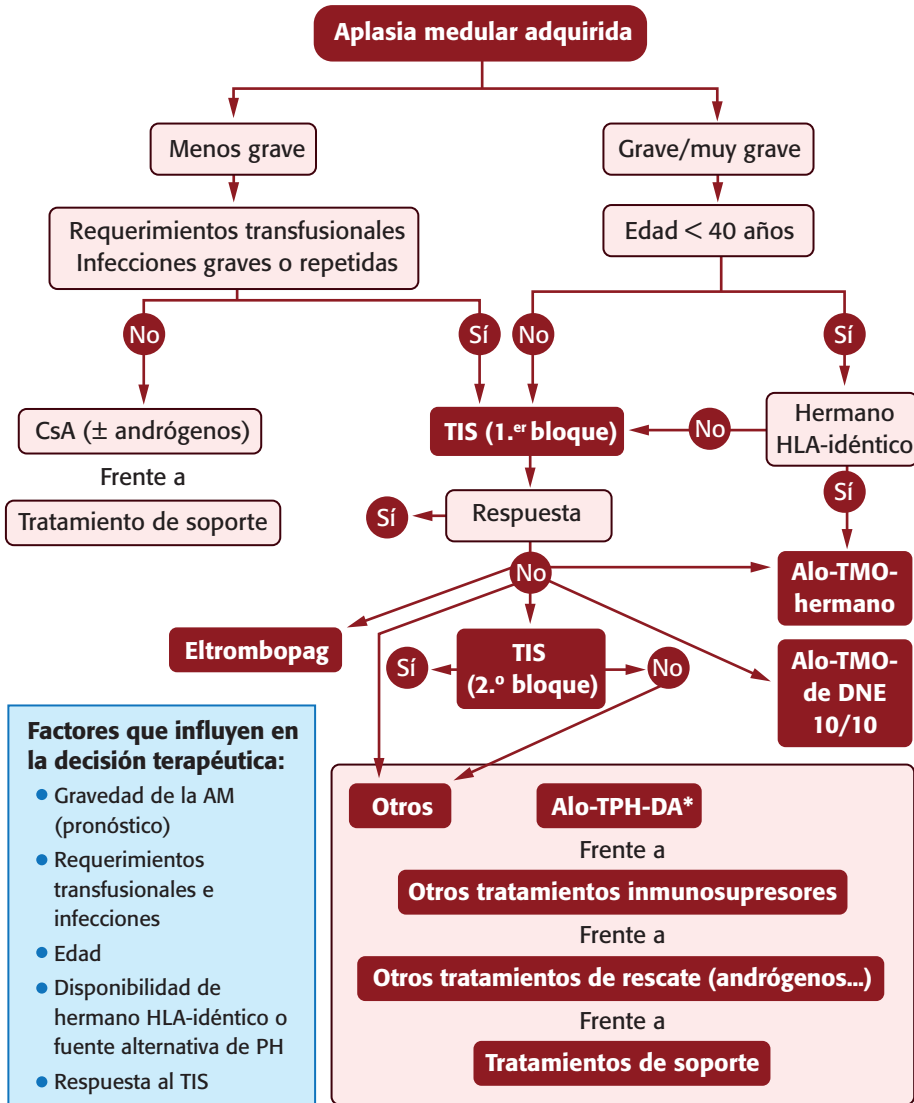 Aplasia medular adquirida
Menos grave
Grave/muy grave
Requerimientos transfusionales
Infecciones graves o repetidas
Edad < 40 años
No
Sí
No
Sí
CsA (± andrógenos)
Frente a
Tratamiento de soporte
TIS (1.er bloque)
No
Hermano
HLA-idéntico
Sí
Respuesta
Sí
No
Alo-TMO-
hermano
Eltrombopag
Sí
TIS
(2.º bloque)
No
Alo-TMO-
de DNE
10/10
Factores que influyen en
la decisión terapéutica:
• Gravedad de la AM
(pronóstico)
• Requerimientos
transfusionales e
infecciones
• Edad
• Disponibilidad de
hermano HLA-idéntico o
fuente alternativa de PH
• Respuesta al TIS
Otros
Alo-TPH-DA*
Frente a
Otros tratamientos inmunosupresores
Frente a
Otros tratamientos de rescate (andrógenos...)
Frente a
Tratamientos de soporte